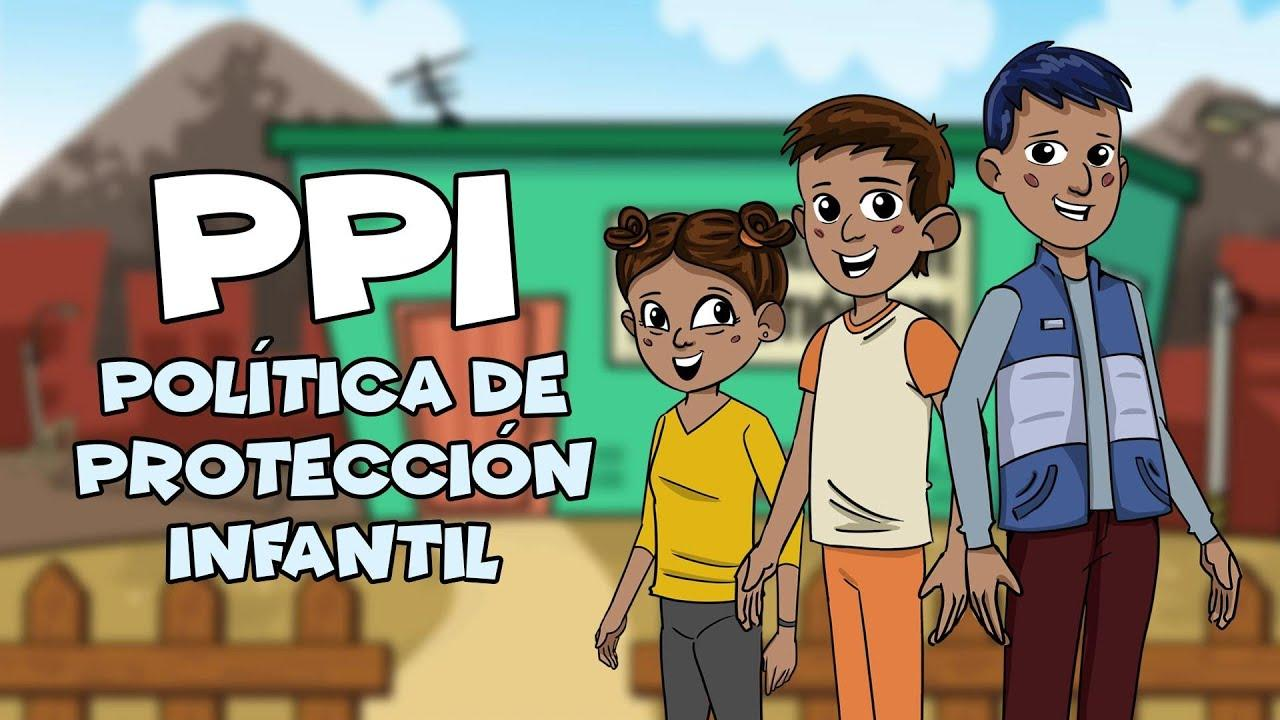 PPI
POLÍTICA DE
PROTECCIÓN
INFANTIL